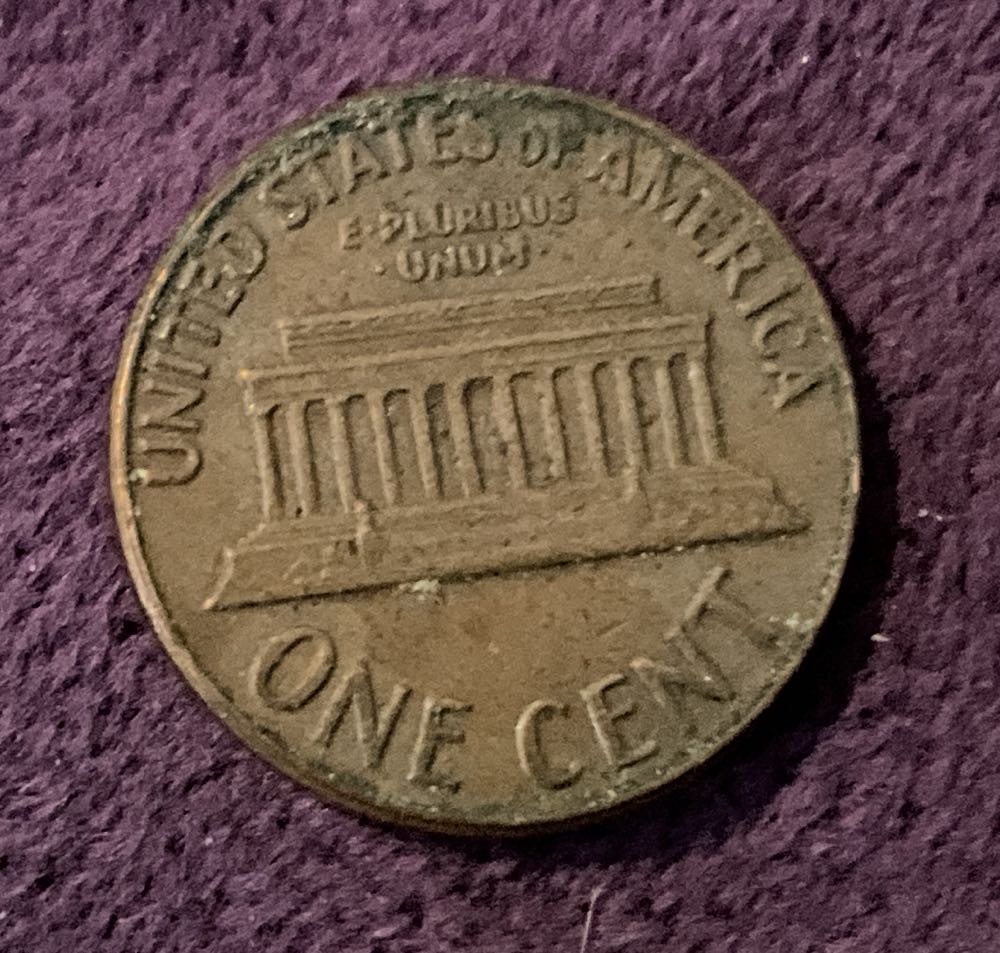 UNITED STATES OF AMERICA
E·PLURIBUS
·UNUM·
ONE CENT